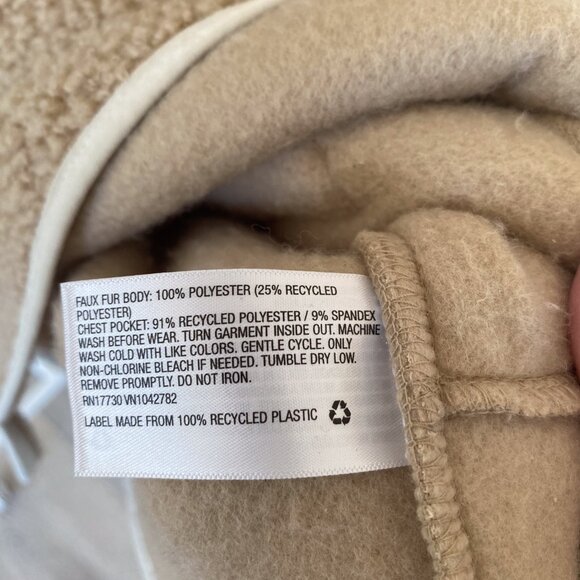 FAUX FUR BODY: 100% POLYESTER (25% RECYCLED
POLYESTER)
CHEST POCKET: 91% RECYCLED POLYESTER / 9% SPANDEX
WASH BEFORE WEAR. TURN GARMENT INSIDE OUT. MACHINE
WASH COLD WITH LIKE COLORS. GENTLE CYCLE. ONLY
NON-CHLORINE BLEACH IF NEEDED. TUMBLE DRY LOW.
REMOVE PROMPTLY. DO NOT IRON.
RN17730 VN1042782
LABEL MADE FROM 100% RECYCLED PLASTIC